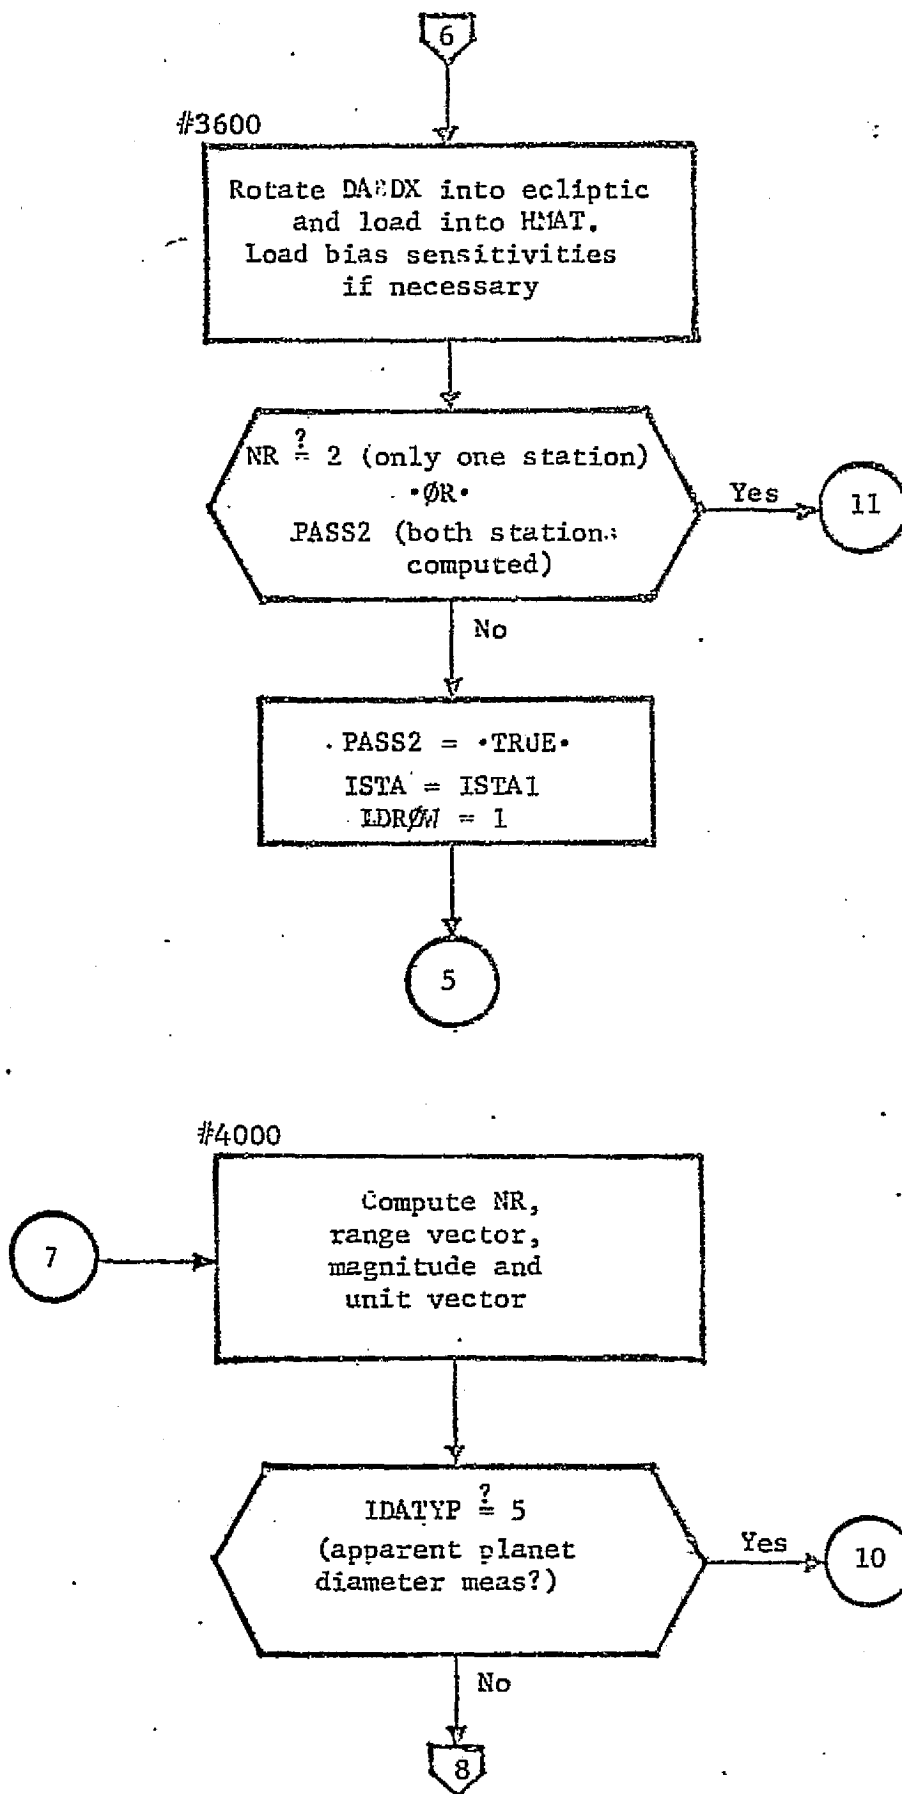 6
#3600
Rotate into ecliptic
and load into HMAT.
Load bias sensitivities
if necessary
NR ≟ 2 (only one station)
•ØR•
PASS2 (both stations
computed)
Yes
11
No
PASS2 = •TRUE•
ISTA = ISTA1
LDRØW = 1
5
#4000
7
Compute NR,
range vector,
magnitude and
unit vector
IDATYP ≟ 5
(apparent planet
diameter meas?)
Yes
10
No
8